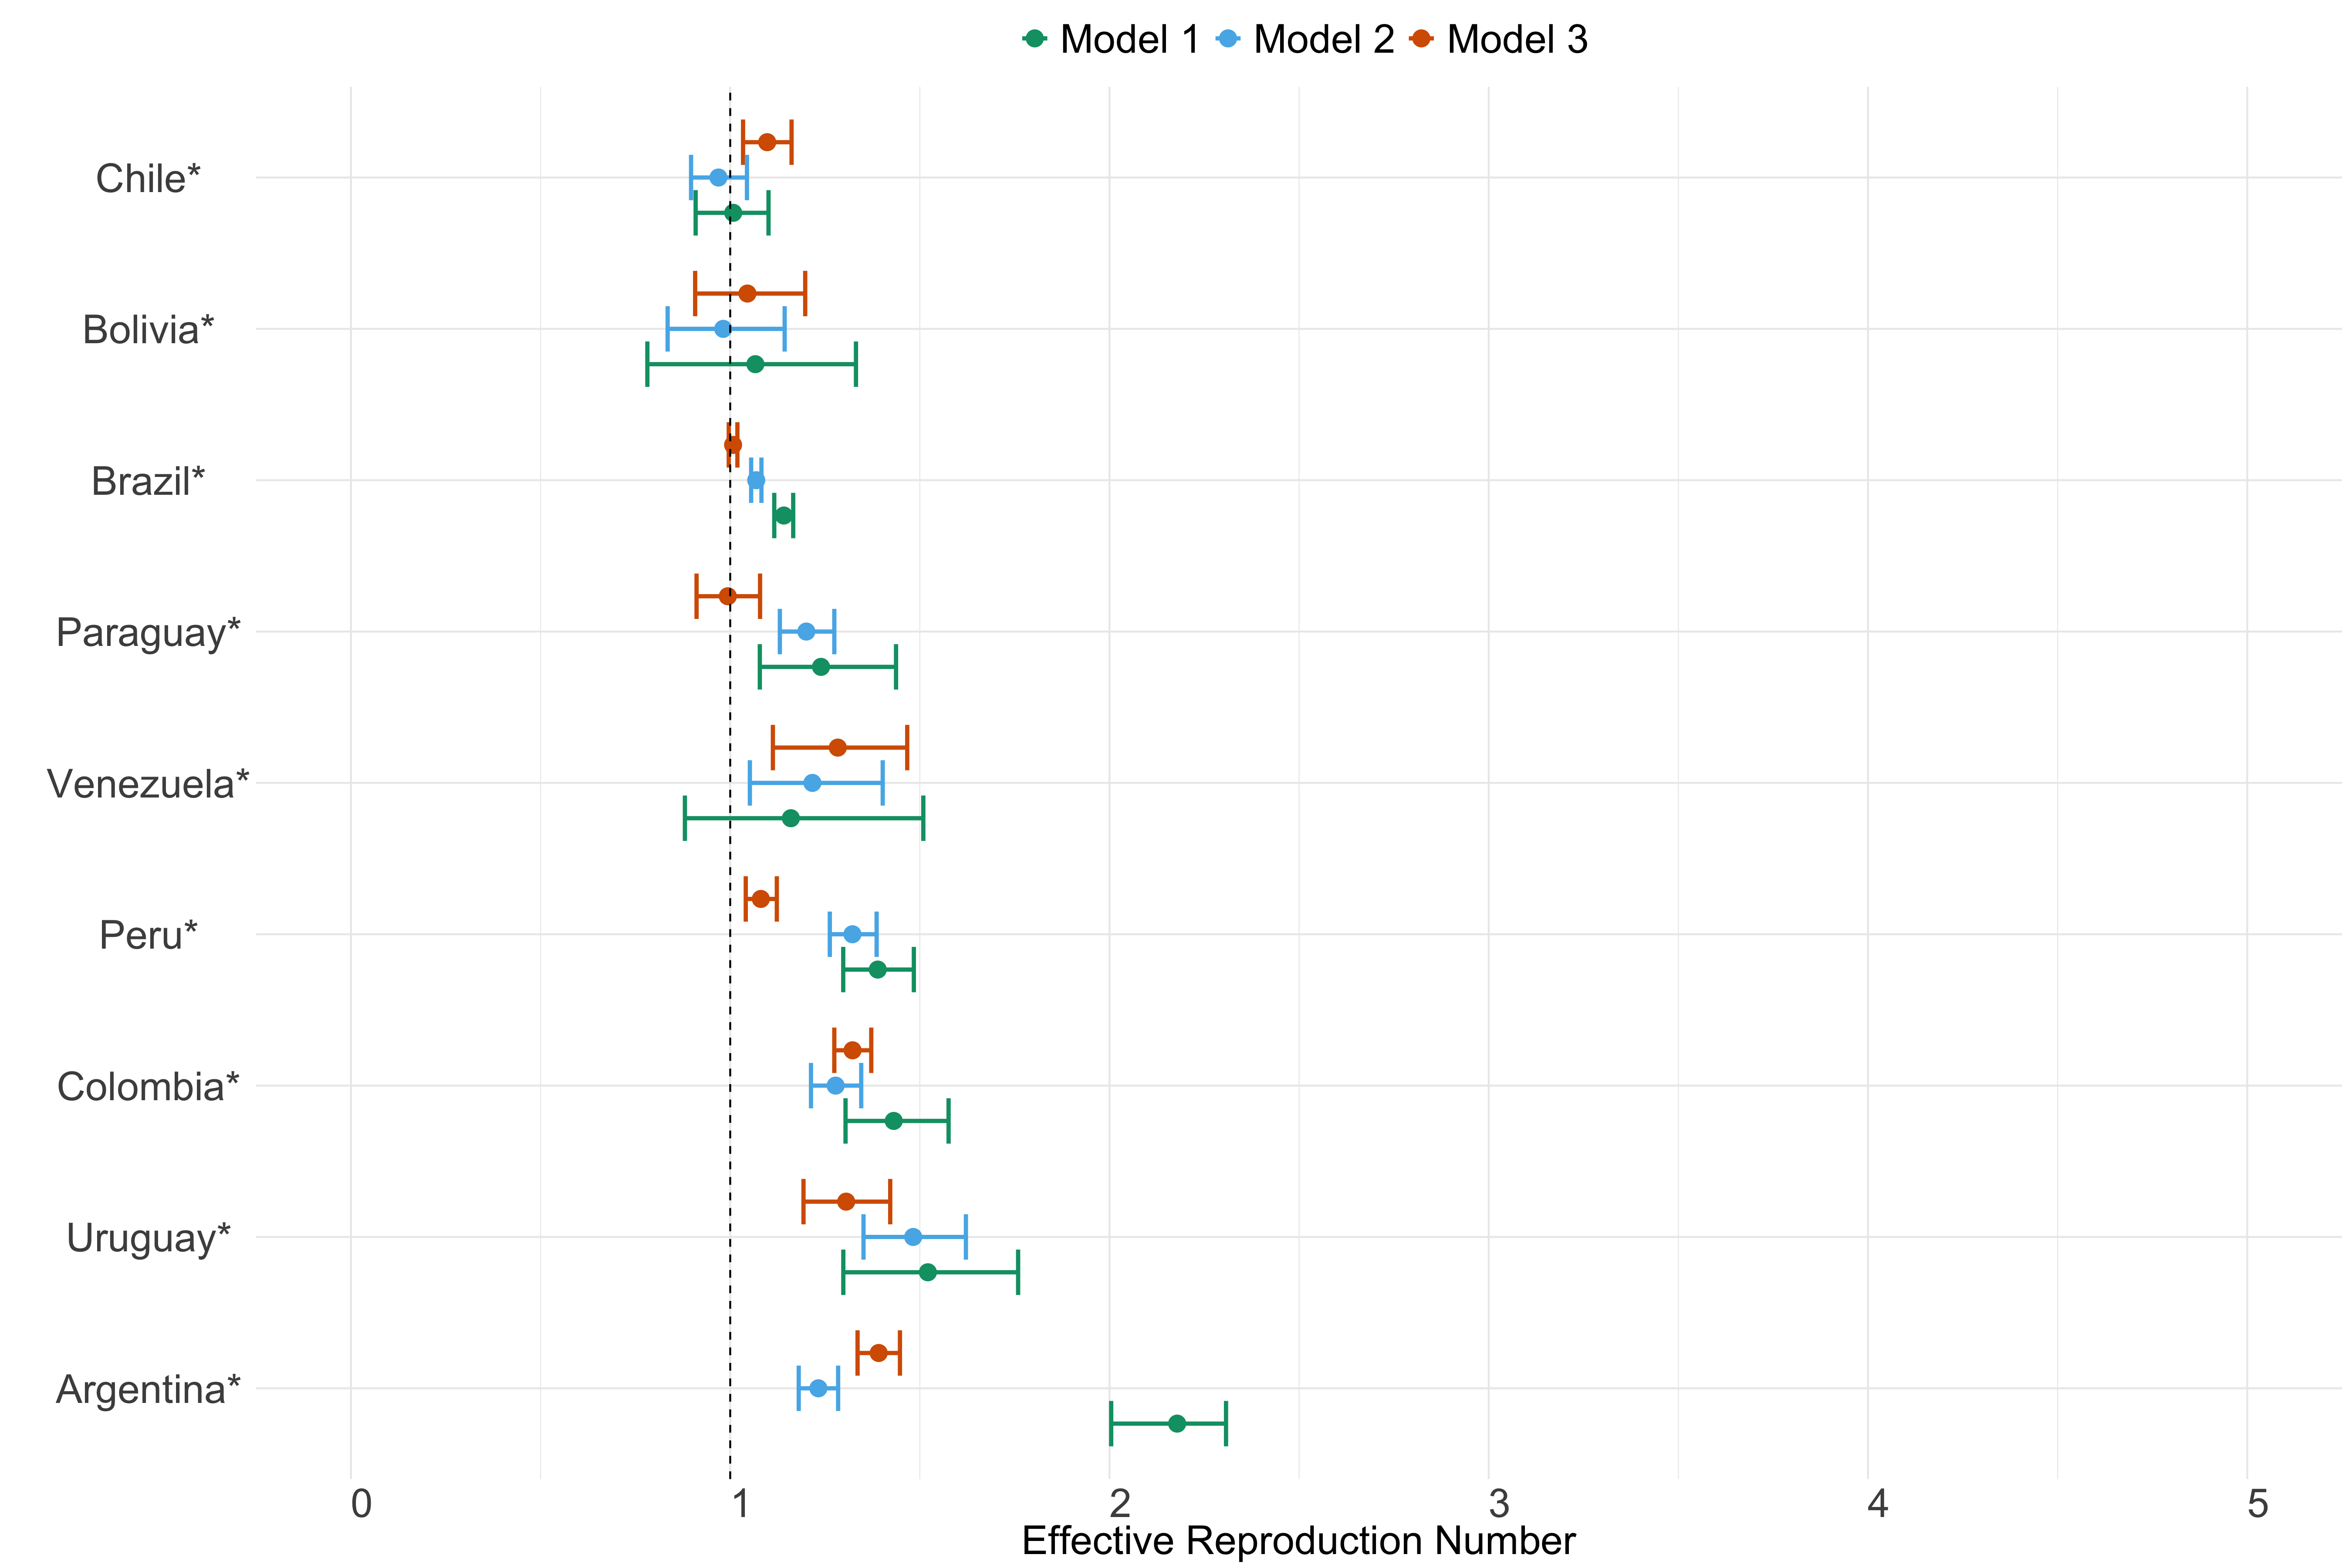 Model 1 Model 2 Model 3
Chile*
Bolivia*
Brazil*
Paraguay*
Venezuela*
Peru*
Colombia*
Uruguay*
Argentina*
0 1 2 3 4 5
Effective Reproduction Number